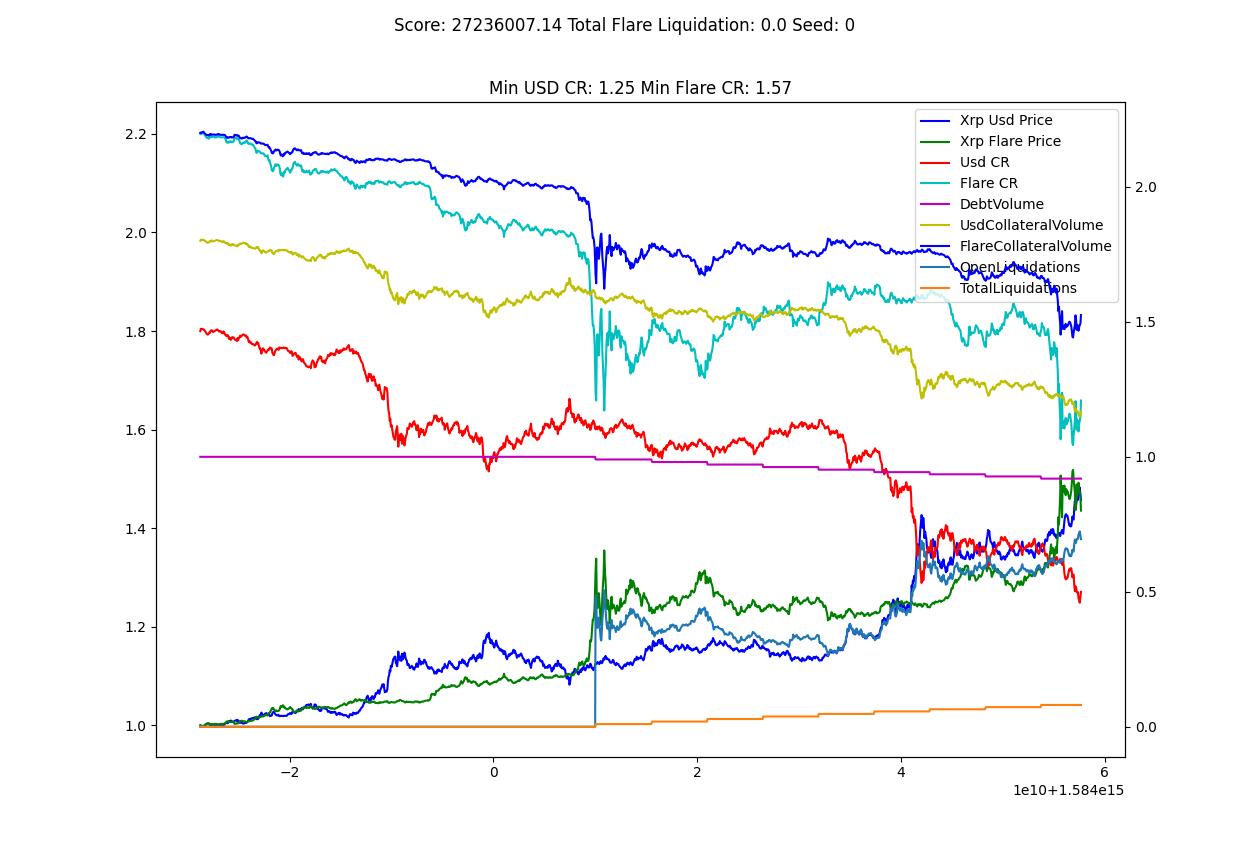 Score: 27236007.14 Total Flare Liquidation: 0.0 Seed: 0
Min USD CR: 1.25 Min Flare CR: 1.57
Xrp Usd Price
Xrp Flare Price
Usd CR
Flare CR
DebtVolume
UsdCollateralVolume
FlareCollateralVolume
OpenLiquidations
TotalLiquidations
2.2
2.0
1.8
1.6
1.4
1.2
1.0
2.0
1.5
1.0
0.5
0.0
−2
0
2
4
6
1e10+1.584e15